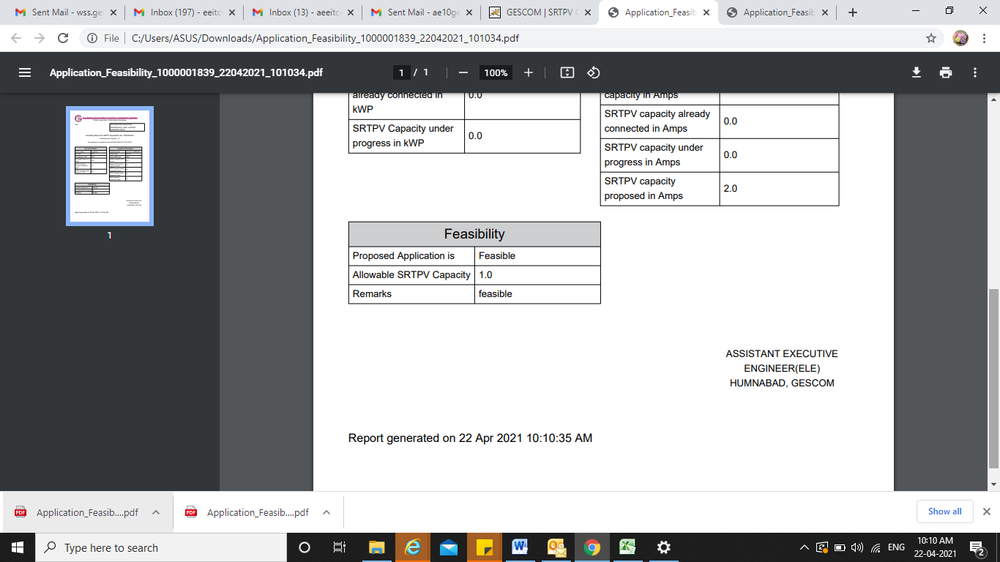 Sent Mail - wss.ge
Inbox (197) - eeitc
Inbox (13) - aeeitc
Sent Mail - ae10ge
GESCOM | SRTPV
Application_Feasib
Application_Feasib
File
C:/Users/ASUS/Downloads/Application_Feasibility_1000001839_22042021_101034.pdf
Application_Feasibility_1000001839_22042021_101034.pdf
1 / 1
100%
1
already connected in kWP
0.0
SRTPV Capacity under
progress in kWP
0.0
capacity in Amps
SRTPV capacity already
connected in Amps
0.0
SRTPV capacity under
progress in Amps
0.0
SRTPV capacity
proposed in Amps
2.0
Feasibility
Proposed Application is Feasible
Allowable SRTPV Capacity 1.0
Remarks feasible
ASSISTANT EXECUTIVE
ENGINEER(ELE)
HUMNABAD, GESCOM
Report generated on 22 Apr 2021 10:10:35 AM
Application_Feasib....pdf
Application_Feasib....pdf
Show all
Type here to search
ENG
10:10 AM
22-04-2021
2